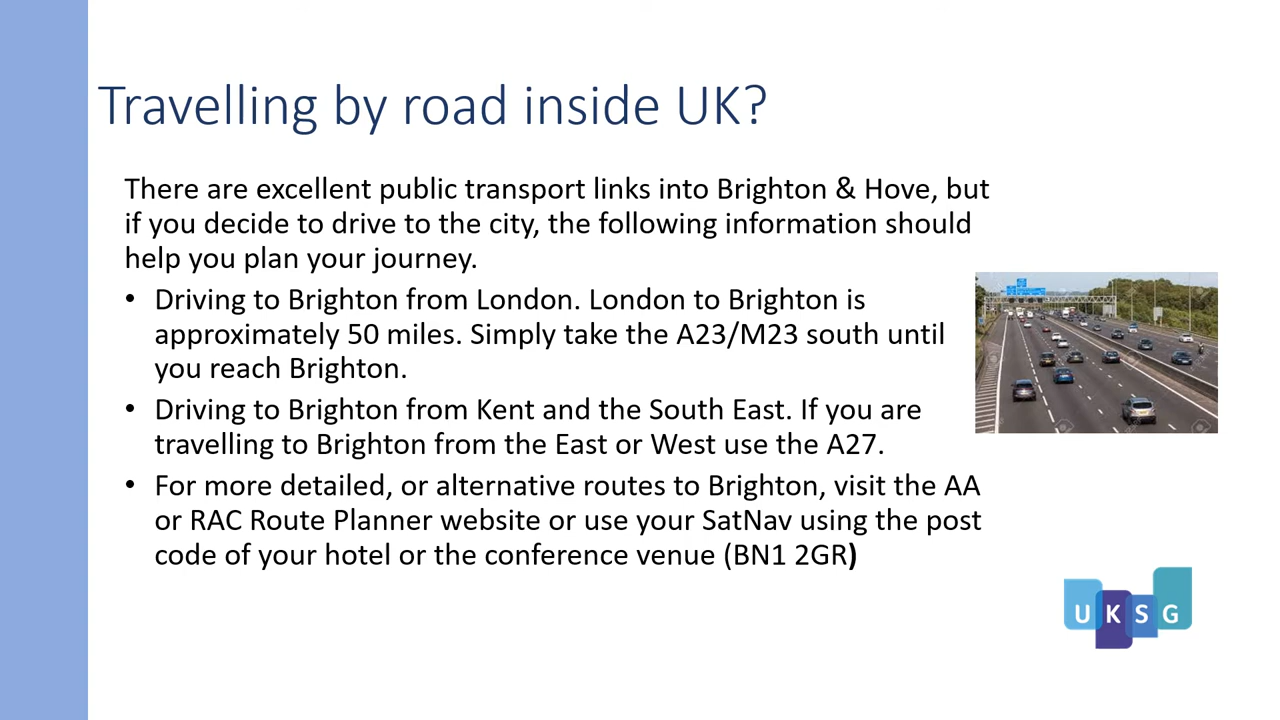 Travelling by road inside UK?
There are excellent public transport links into Brighton & Hove, but
if you decide to drive to the city, the following information should
help you plan your journey.
• Driving to Brighton from London. London to Brighton is
approximately 50 miles. Simply take the A23/M23 south until
you reach Brighton.
• Driving to Brighton from Kent and the South East. If you are
travelling to Brighton from the East or West use the A27.
• For more detailed, or alternative routes to Brighton, visit the AA
or RAC Route Planner website or use your SatNav using the post
code of your hotel or the conference venue (BN1 2GR)
UKSG